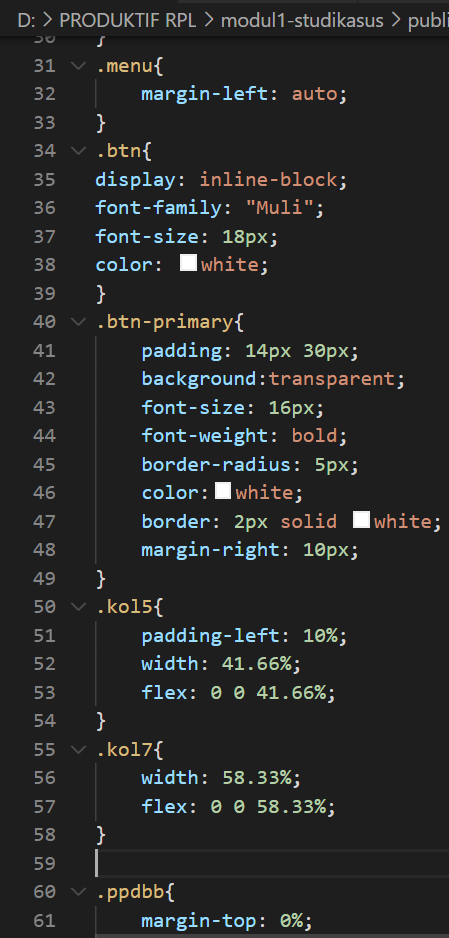 D: > PRODUKTIF RPL > modul1-studikasus > publi
30 }
31 .menu{
32 margin-left: auto;
33 }
34 .btn{
35 display: inline-block;
36 font-family: "Muli";
37 font-size: 18px;
38 color: white;
39 }
40 .btn-primary{
41 padding: 14px 30px;
42 background:transparent;
43 font-size: 16px;
44 font-weight: bold;
45 border-radius: 5px;
46 color:white;
47 border: 2px solid white;
48 margin-right: 10px;
49 }
50 .kol5{
51 padding-left: 10%;
52 width: 41.66%;
53 flex: 0 0 41.66%;
54 }
55 .kol7{
56 width: 58.33%;
57 flex: 0 0 58.33%;
58 }
59
60 .ppdbb{
61 margin-top: 0%;